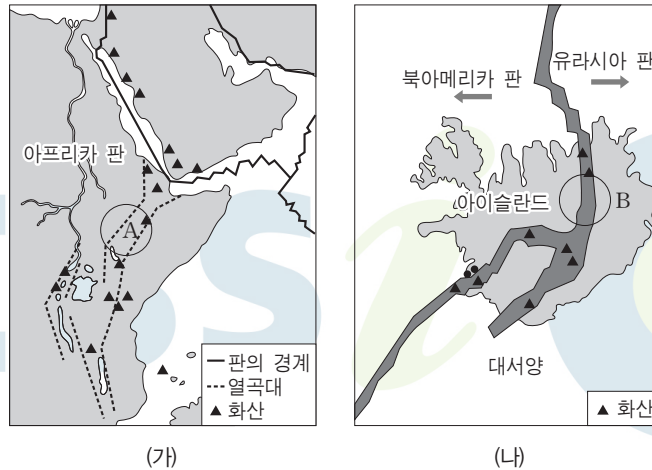 아프리카 판
A
판의 경계
열곡대
▲ 화산
(가)
유라시아 판
북아메리카 판
아이슬란드
B
대서양
▲ 화산
(나)